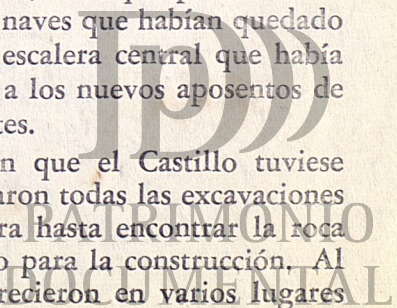 naves que habían quedado
escalera central que había
a los nuevos aposentos de
tes.
n que el Castillo tuviese
aron todas las excavaciones
ra hasta encontrar la roca
o para la construcción. Al
recieron en varios lugares
PATRIMONIO
DOCUMENTAL